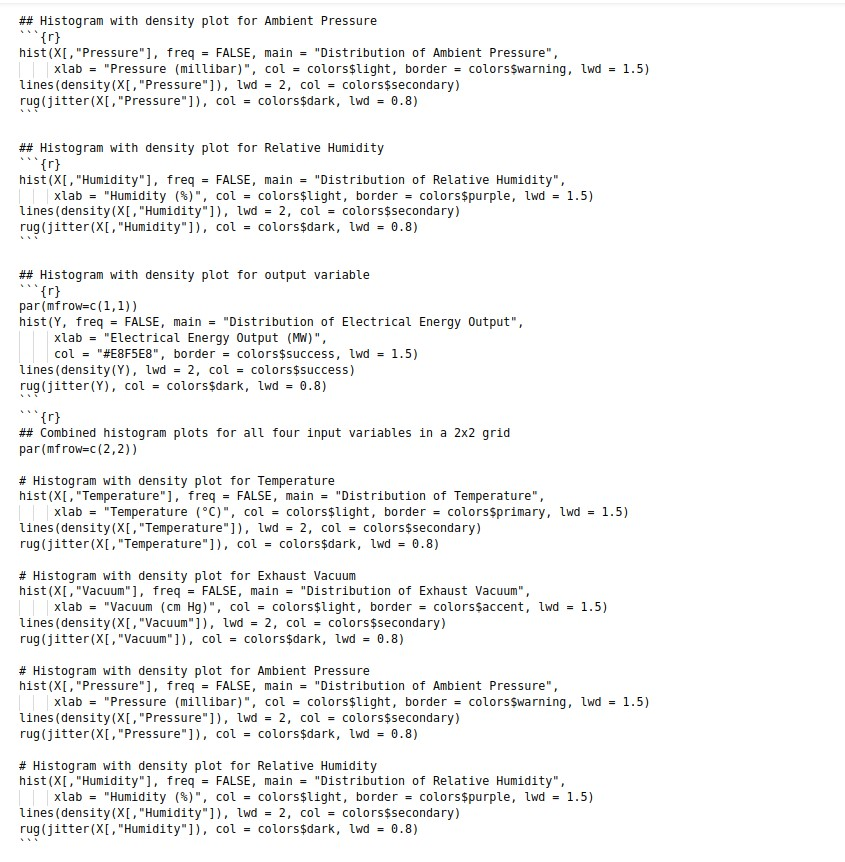 ## Histogram with density plot for Ambient Pressure
```{r}
hist(X[,"Pressure"], freq = FALSE, main = "Distribution of Ambient Pressure",
     xlab = "Pressure (millibar)", col = colors$light, border = colors$warning, lwd = 1.5)
lines(density(X[,"Pressure"]), lwd = 2, col = colors$secondary)
rug(jitter(X[,"Pressure"]), col = colors$dark, lwd = 0.8)
```

## Histogram with density plot for Relative Humidity
```{r}
hist(X[,"Humidity"], freq = FALSE, main = "Distribution of Relative Humidity",
     xlab = "Humidity (%)", col = colors$light, border = colors$purple, lwd = 1.5)
lines(density(X[,"Humidity"]), lwd = 2, col = colors$secondary)
rug(jitter(X[,"Humidity"]), col = colors$dark, lwd = 0.8)
```

## Histogram with density plot for output variable
```{r}
par(mfrow=c(1,1))
hist(Y, freq = FALSE, main = "Distribution of Electrical Energy Output",
     xlab = "Electrical Energy Output (MW)",
     col = "#E8F5E8", border = colors$success, lwd = 1.5)
lines(density(Y), lwd = 2, col = colors$success)
rug(jitter(Y), col = colors$dark, lwd = 0.8)
```
```{r}
## Combined histogram plots for all four input variables in a 2x2 grid
par(mfrow=c(2,2))

# Histogram with density plot for Temperature
hist(X[,"Temperature"], freq = FALSE, main = "Distribution of Temperature",
     xlab = "Temperature (°C)", col = colors$light, border = colors$primary, lwd = 1.5)
lines(density(X[,"Temperature"]), lwd = 2, col = colors$secondary)
rug(jitter(X[,"Temperature"]), col = colors$dark, lwd = 0.8)

# Histogram with density plot for Exhaust Vacuum
hist(X[,"Vacuum"], freq = FALSE, main = "Distribution of Exhaust Vacuum",
     xlab = "Vacuum (cm Hg)", col = colors$light, border = colors$accent, lwd = 1.5)
lines(density(X[,"Vacuum"]), lwd = 2, col = colors$secondary)
rug(jitter(X[,"Vacuum"]), col = colors$dark, lwd = 0.8)

# Histogram with density plot for Ambient Pressure
hist(X[,"Pressure"], freq = FALSE, main = "Distribution of Ambient Pressure",
     xlab = "Pressure (millibar)", col = colors$light, border = colors$warning, lwd = 1.5)
lines(density(X[,"Pressure"]), lwd = 2, col = colors$secondary)
rug(jitter(X[,"Pressure"]), col = colors$dark, lwd = 0.8)

# Histogram with density plot for Relative Humidity
hist(X[,"Humidity"], freq = FALSE, main = "Distribution of Relative Humidity",
     xlab = "Humidity (%)", col = colors$light, border = colors$purple, lwd = 1.5)
lines(density(X[,"Humidity"]), lwd = 2, col = colors$secondary)
rug(jitter(X[,"Humidity"]), col = colors$dark, lwd = 0.8)
```